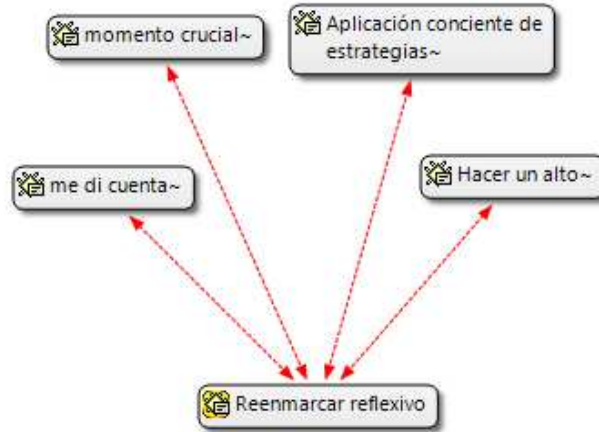 momento crucial~
Aplicación conciente de
estrategias~
me di cuenta~
Hacer un alto~
Reenmarcar reflexivo